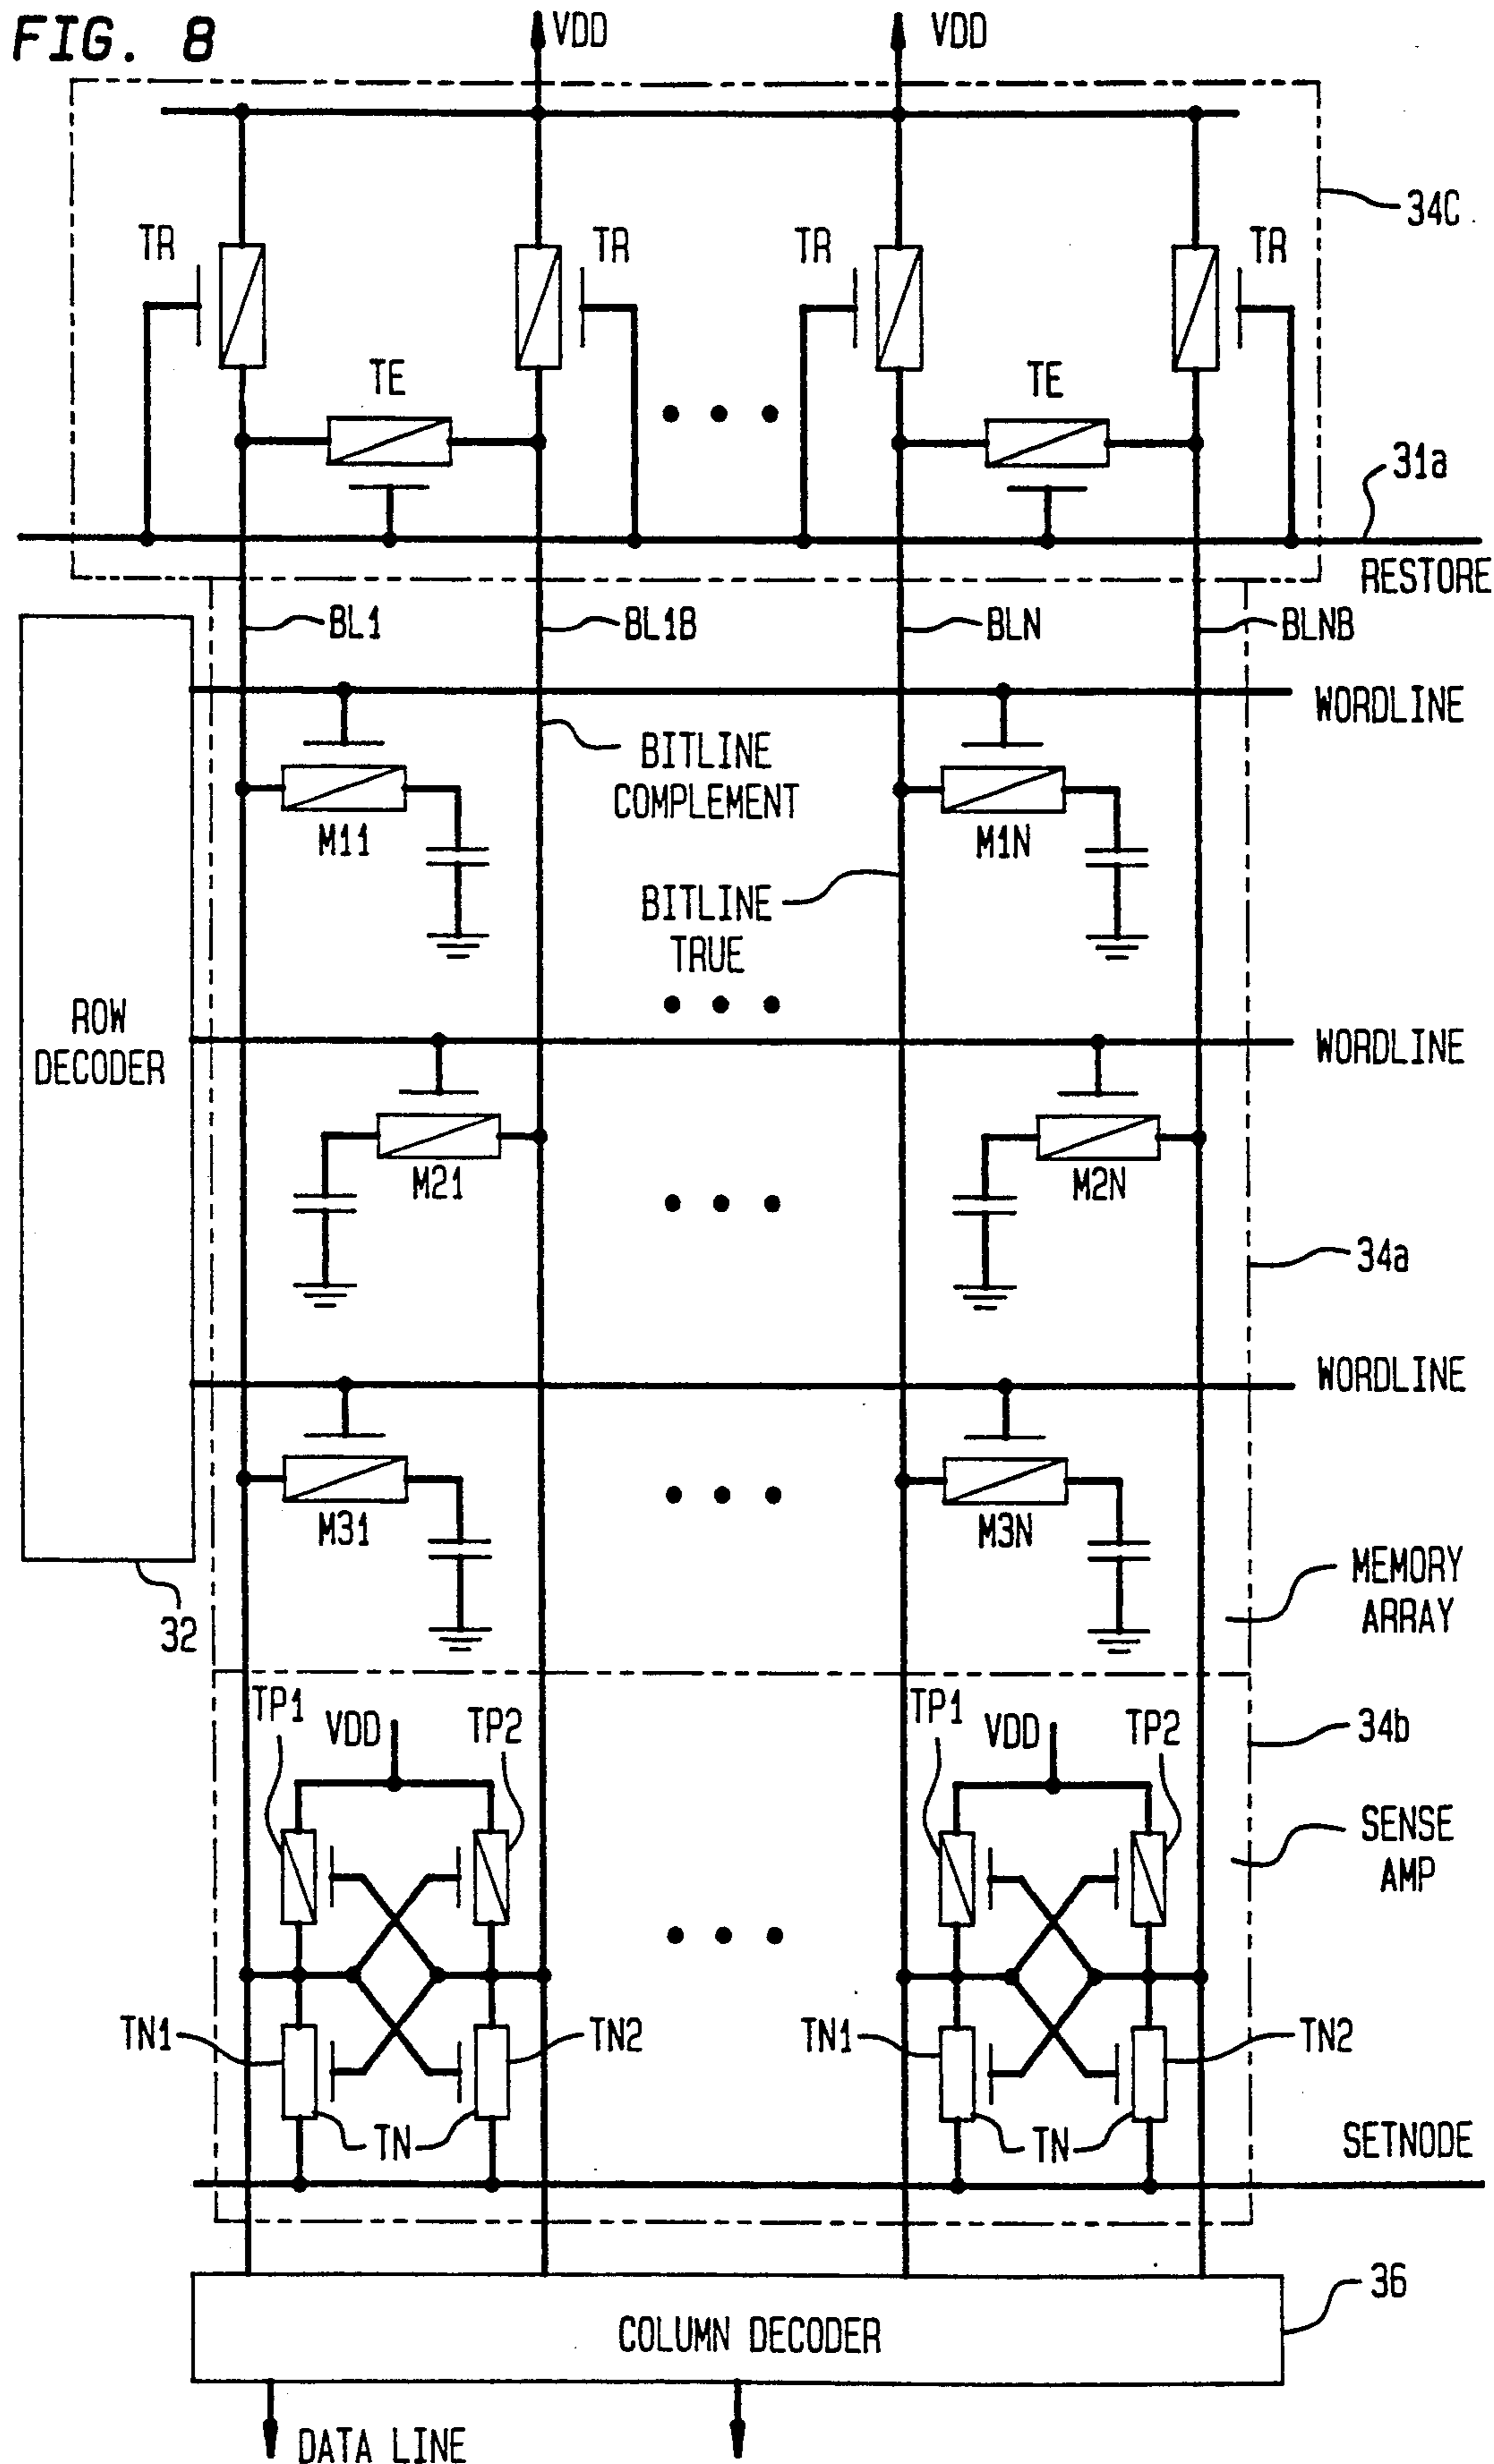 FIG. 8
VDD
VDD
34C
TR
TR
TR
TR
TE
TE
31a
RESTORE
BL1
BL1B
BLN
BLNB
WORDLINE
BITLINE
COMPLEMENT
M11
M1N
BITLINE
TRUE
ROW
DECODER
WORDLINE
M21
M2N
34a
WORDLINE
M31
M3N
MEMORY
ARRAY
32
TP1
VDD
TP2
TP1
VDD
TP2
34b
SENSE
AMP
TN1
TN2
TN1
TN2
TN
TN
SETNODE
36
COLUMN DECODER
DATA LINE